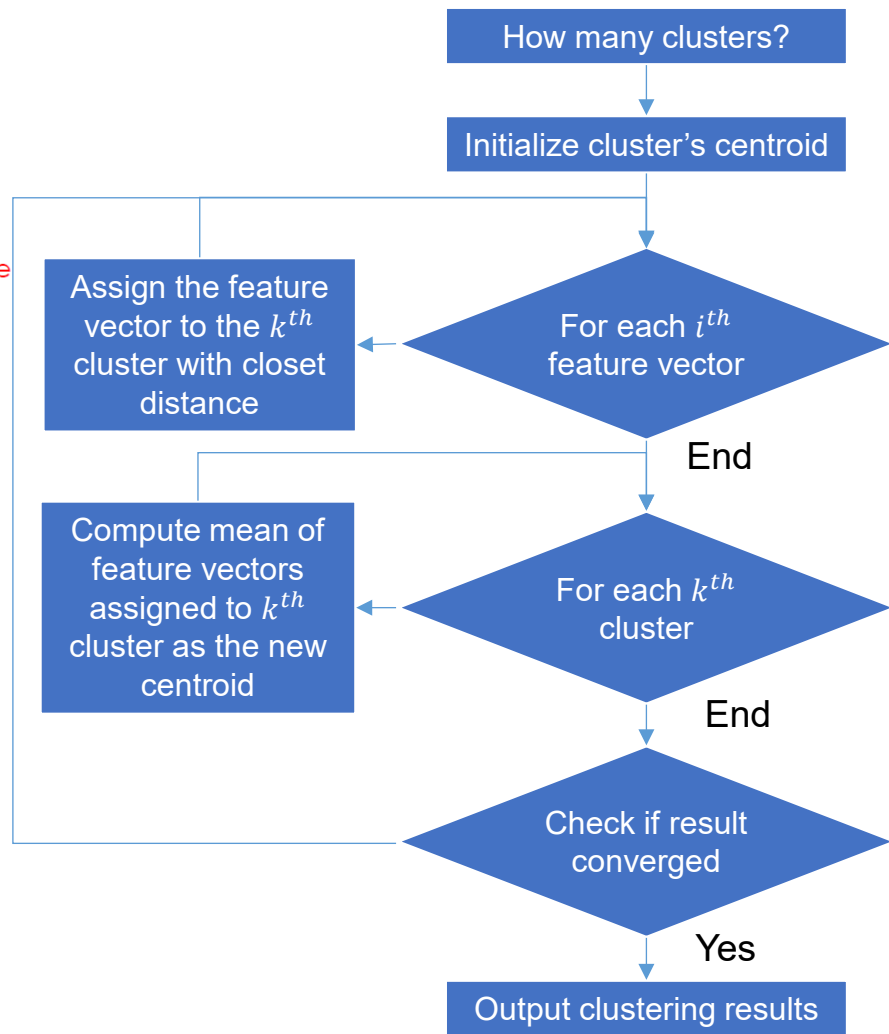 How many clusters?
Initialize cluster's centroid
Assign the feature
vector to the kᵗʰ
cluster with closet
distance
For each iᵗʰ
feature vector
End
Compute mean of
feature vectors
assigned to kᵗʰ
cluster as the new
centroid
For each kᵗʰ
cluster
End
Check if result
converged
Yes
Output clustering results